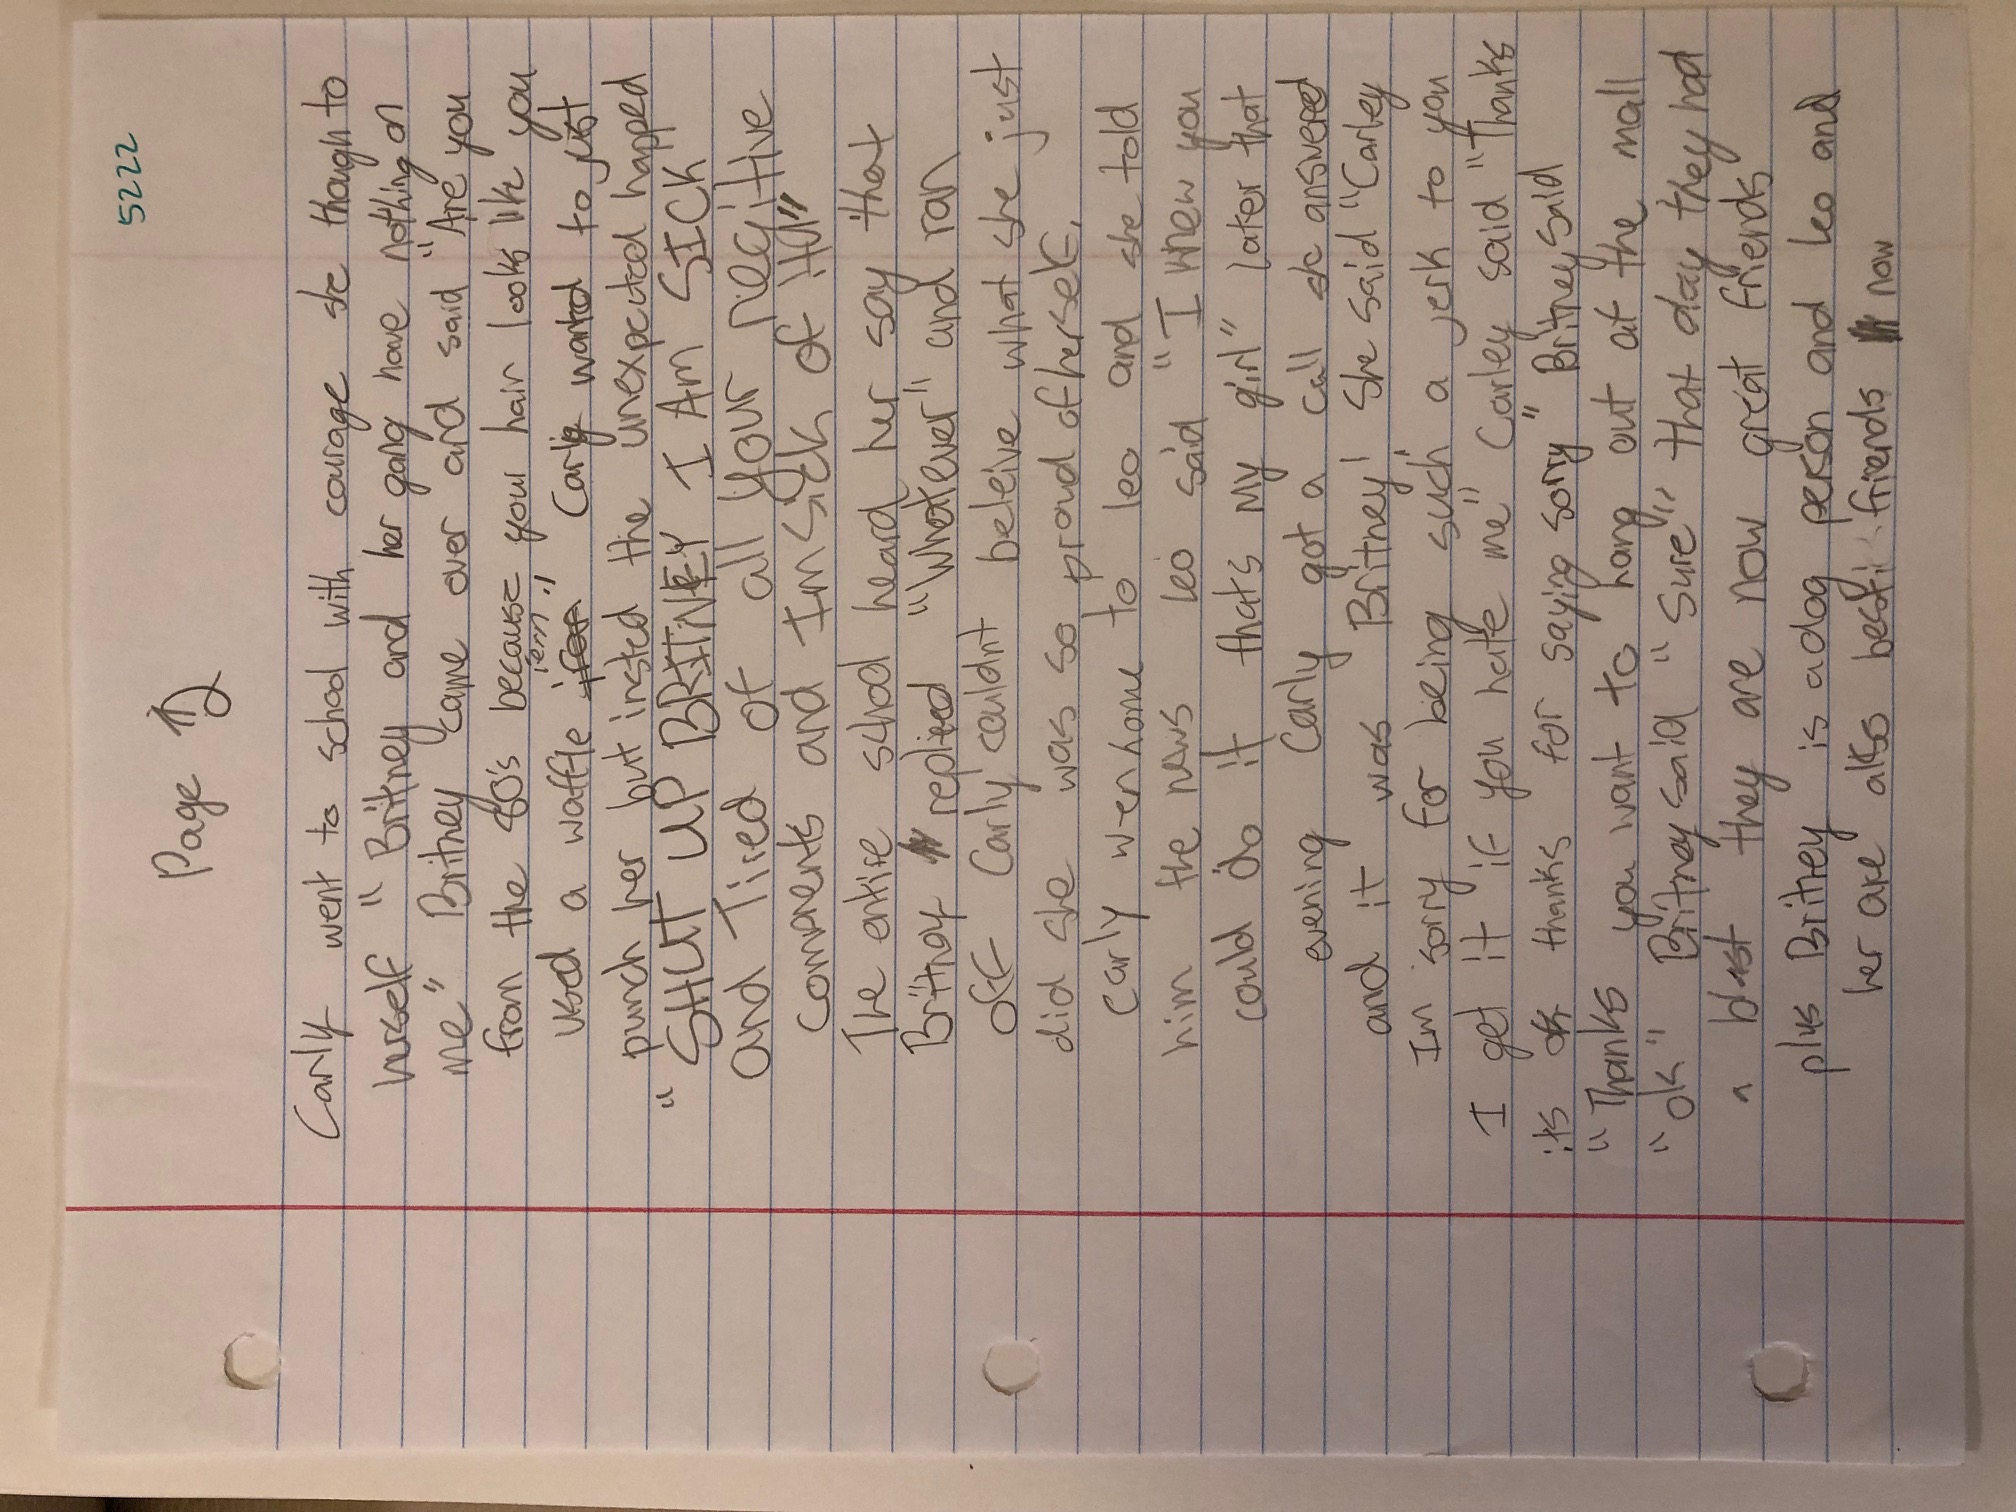 5222
Page 2
Carly went to school with courage she though to
herself "Britney and her gang have nothing on
me" Britney came over and said "Are you
from the 80's because your hair looks like you
used a waffle iern" Carly wanted to just
punch her but insted the unexpected happed
"SHUT UP BRITNEY I AM SICK"
and Tired of all your negitive
comments and Im sick of
The entire school heard her say that
Britney replied "Whatever" and ran
off Carly couldnt beleive what she just
did she was so proud of herself.
Carly wen home to leo and she told
him the news leo said "I knew you
could do it thats my girl" later that
evening Carly got a call she answered
and it was Britney! She said "Carley
Im sorry for being such a jerk to you
I get it if you hate me" Carley said "Thanks
its ok thanks for saying sorry" Britney said
"Thanks you want to hang out at the mall
"ok" Britney said "Sure" that day they had
a blast they are now great friends
plus Britney is a dog person and leo and
her are also best friends now